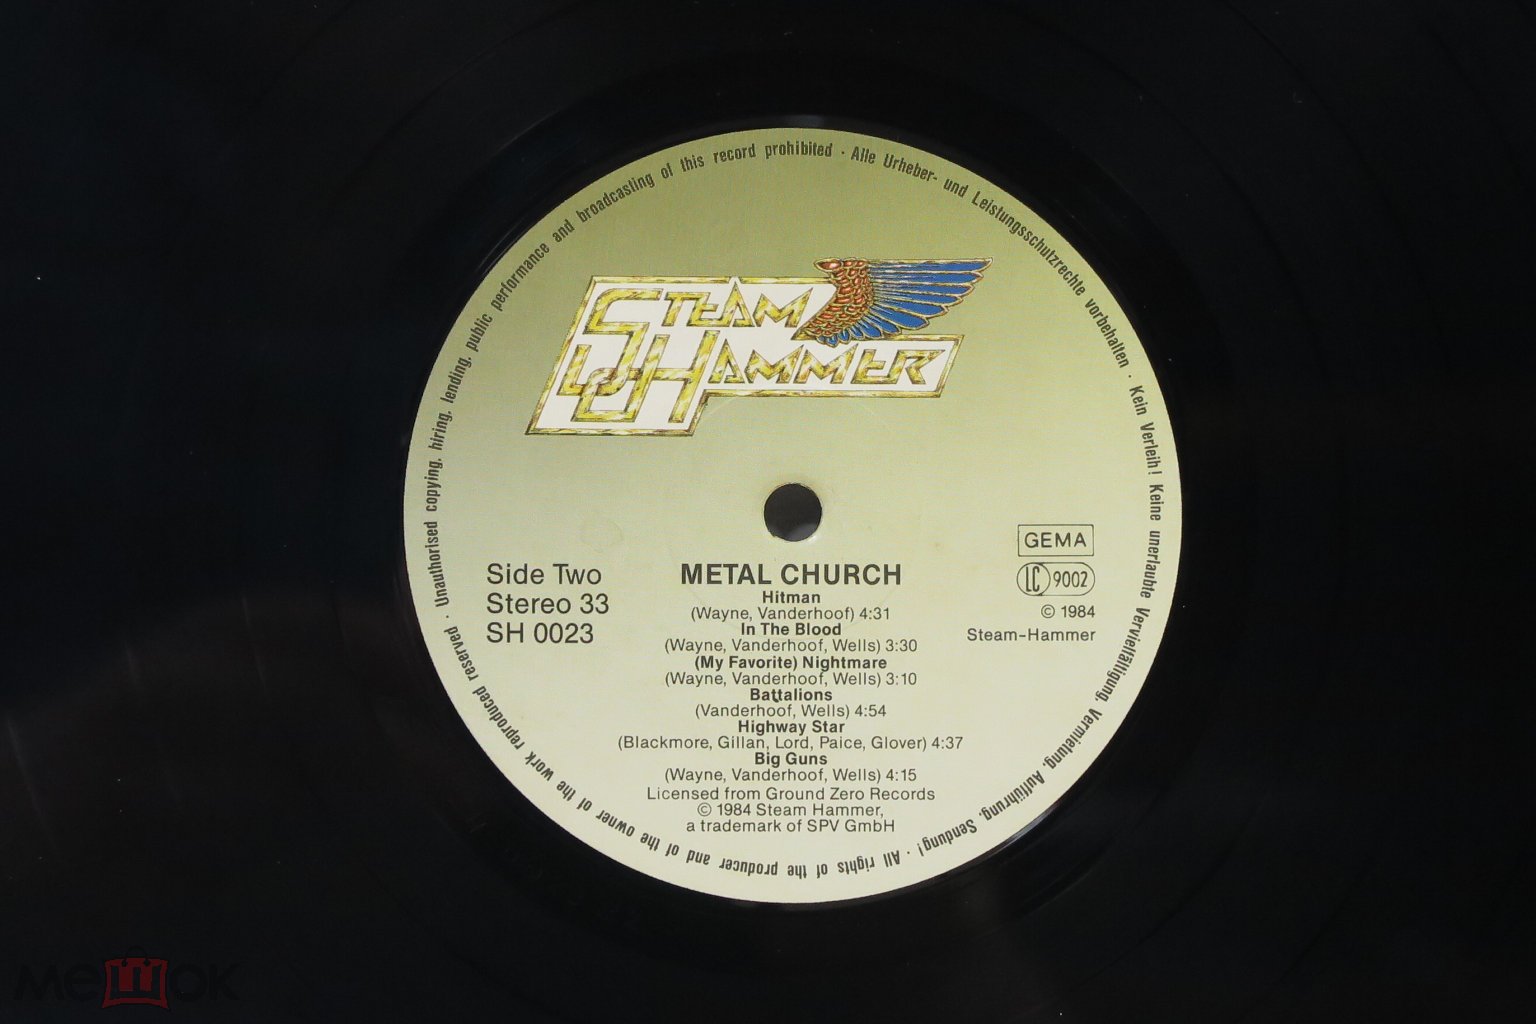 · Unauthorised copying, hiring, lending, public performance and broadcasting of this record prohibited · Alle Urheber- und Leistungsschutzrechte vorbehalten · Kein Verleih! Keine unerlaubte Vervielfältigung, Vermietung, Aufführung, Sendung! · All rights of the producer and of the owner of the work reproduced reserved
STEAM
HAMMER
GEMA
LC 9002
© 1984
Steam-Hammer
Side Two
Stereo 33
SH 0023
METAL CHURCH
Hitman
(Wayne, Vanderhoof) 4:31
In The Blood
(Wayne, Vanderhoof, Wells) 3:30
(My Favorite) Nightmare
(Wayne, Vanderhoof, Wells) 3:10
Battalions
(Vanderhoof, Wells) 4:54
Highway Star
(Blackmore, Gillan, Lord, Paice, Glover) 4:37
Big Guns
(Wayne, Vanderhoof, Wells) 4:15
Licensed from Ground Zero Records
© 1984 Steam Hammer,
a trademark of SPV GmbH
мешок